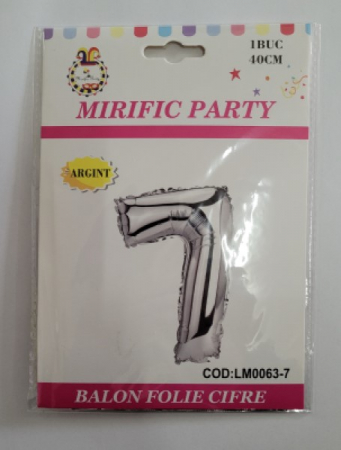 1BUC
40CM
MIRIFIC PARTY
ARGINT
COD:LM0063-7
BALON FOLIE CIFRE